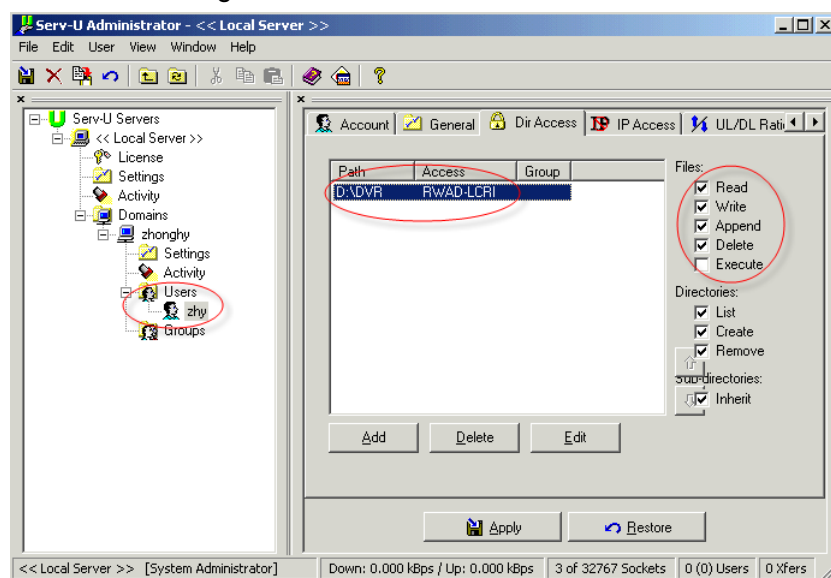 Serv-U Administrator - << Local Server >>
File Edit User View Window Help
Serv-U Servers
<< Local Server >>
License
Settings
Activity
Domains
zhonghy
Settings
Activity
Users
zhy
Groups
Account General Dir Access IP Access UL/DL Rati
Path Access Group
D:\DVR RWAD-LCRI
Files:
Read
Write
Append
Delete
Execute
Directories:
List
Create
Remove
Sub-directories:
Inherit
Add Delete Edit
Apply Restore
<< Local Server >> [System Administrator] Down: 0.000 kBps / Up: 0.000 kBps 3 of 32767 Sockets 0 (0) Users 0 Xfers